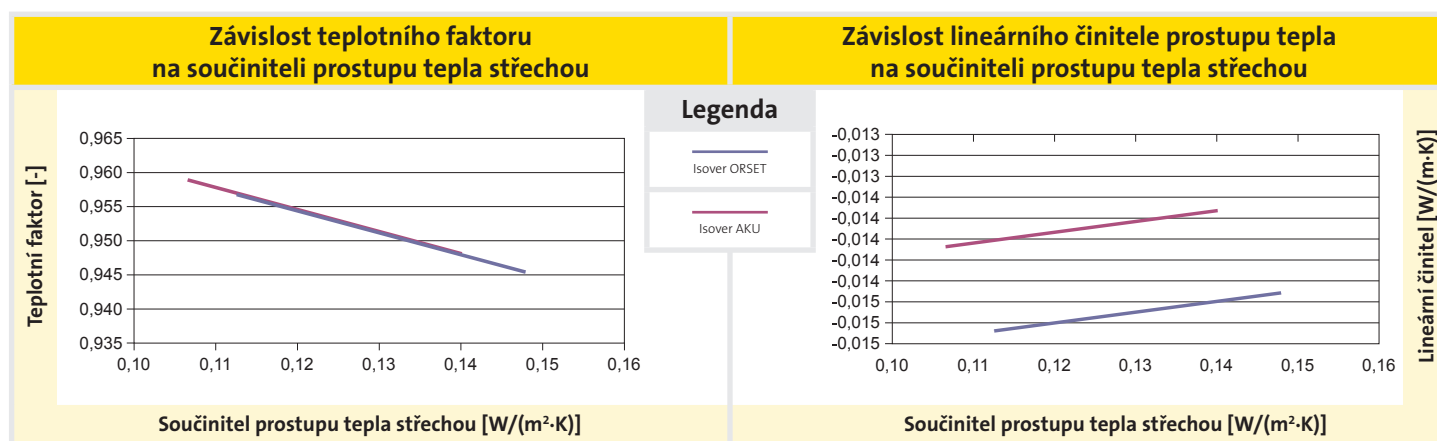 Závislost teplotního faktoru
na součiniteli prostupu tepla střechou
Teplotní faktor [-]
0,965
0,960
0,955
0,950
0,945
0,940
0,935
0,10
0,11
0,12
0,13
0,14
0,15
0,16
Součinitel prostupu tepla střechou [W/(m²·K)]
Legenda
Isover ORSET
Isover AKU
Závislost lineárního činitele prostupu tepla
na součiniteli prostupu tepla střechou
-0,013
-0,013
-0,013
-0,014
-0,014
-0,014
-0,014
-0,014
-0,015
-0,015
-0,015
0,10
0,11
0,12
0,13
0,14
0,15
0,16
Lineární činitel [W/(m·K)]
Součinitel prostupu tepla střechou [W/(m²·K)]